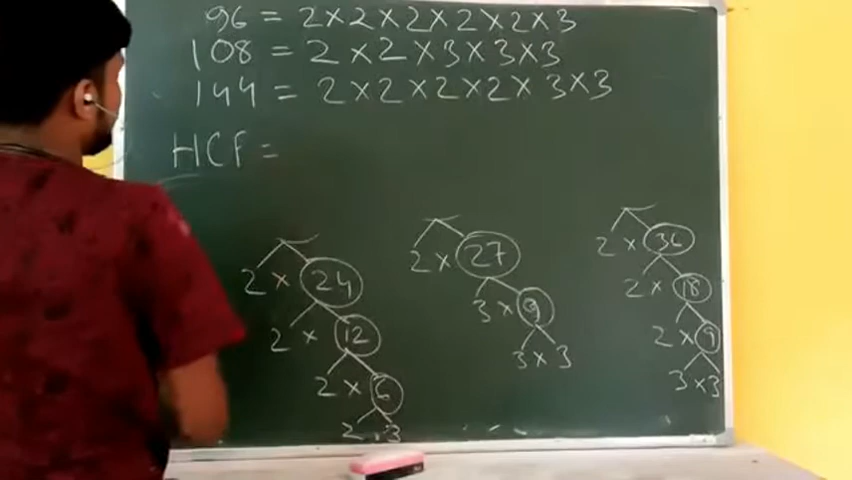 96 = 2×2×2×2×2×3
108 = 2×2×3×3×3
144 = 2×2×2×2×3×3
HCF =
2 × 24
2 × 12
2 × 6
2 × 3
2 × 27
3 × 9
3 × 3
2 × 36
2 × 18
2 × 9
3 × 3